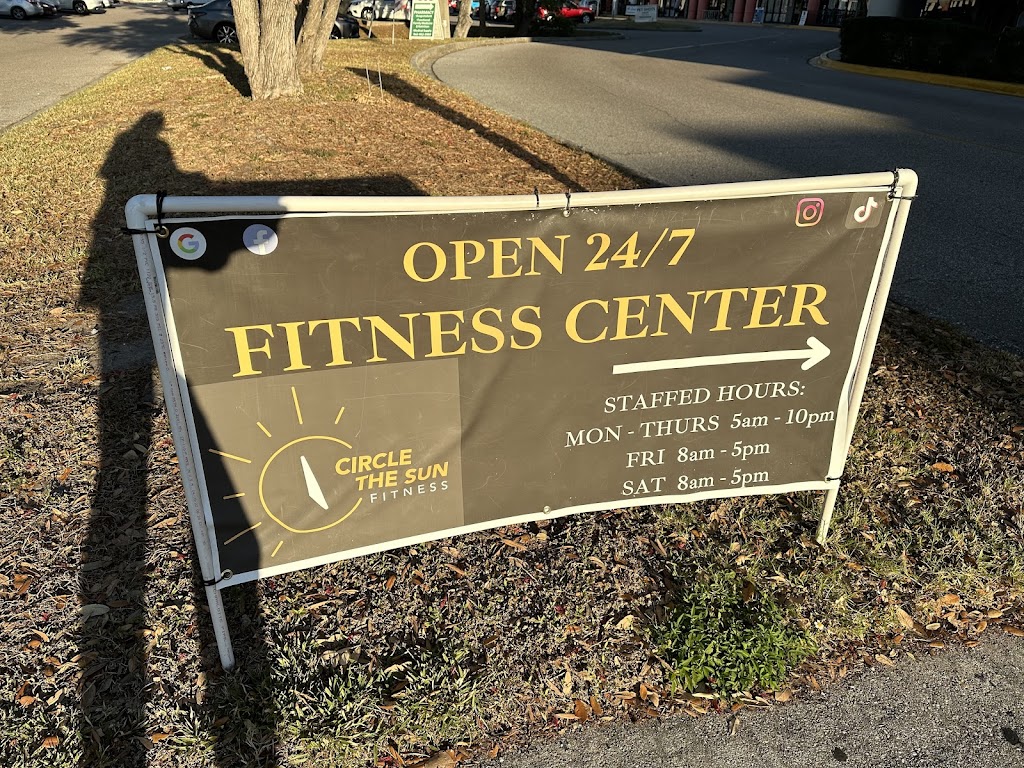 OPEN 24/7
FITNESS CENTER
STAFFED HOURS:
MON - THURS 5am - 10pm
FRI 8am - 5pm
SAT 8am - 5pm
CIRCLE
THE SUN
FITNESS